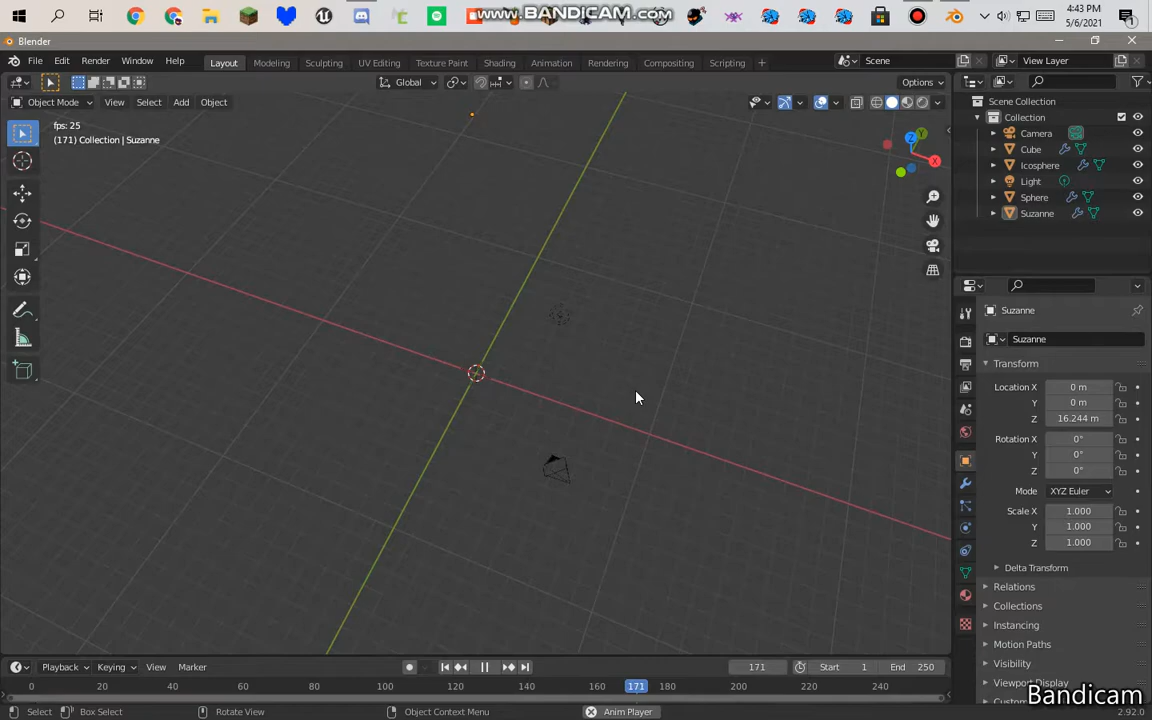 www.BANDICAM.com
4:43 PM
5/6/2021
Blender
File Edit Render Window Help
Layout Modeling Sculpting UV Editing Texture Paint Shading Animation Rendering Compositing Scripting +
Scene
View Layer
Global
Options
Object Mode View Select Add Object
fps: 25
(171) Collection | Suzanne
Z
Y
X
Scene Collection
Collection
Camera
Cube
Icosphere
Light
Sphere
Suzanne
Suzanne
Suzanne
Transform
Location X 0 m
Y 0 m
Z 16.244 m
Rotation X 0°
Y 0°
Z 0°
Mode XYZ Euler
Scale X 1.000
Y 1.000
Z 1.000
Delta Transform
Relations
Collections
Instancing
Motion Paths
Visibility
Viewport Display
Playback Keying View Marker
171
Start 1
End 250
0 20 40 60 80 100 120 140 160 171 180 200 220 240
Select Box Select Rotate View Object Context Menu Anim Player
2.92.0
Bandicam